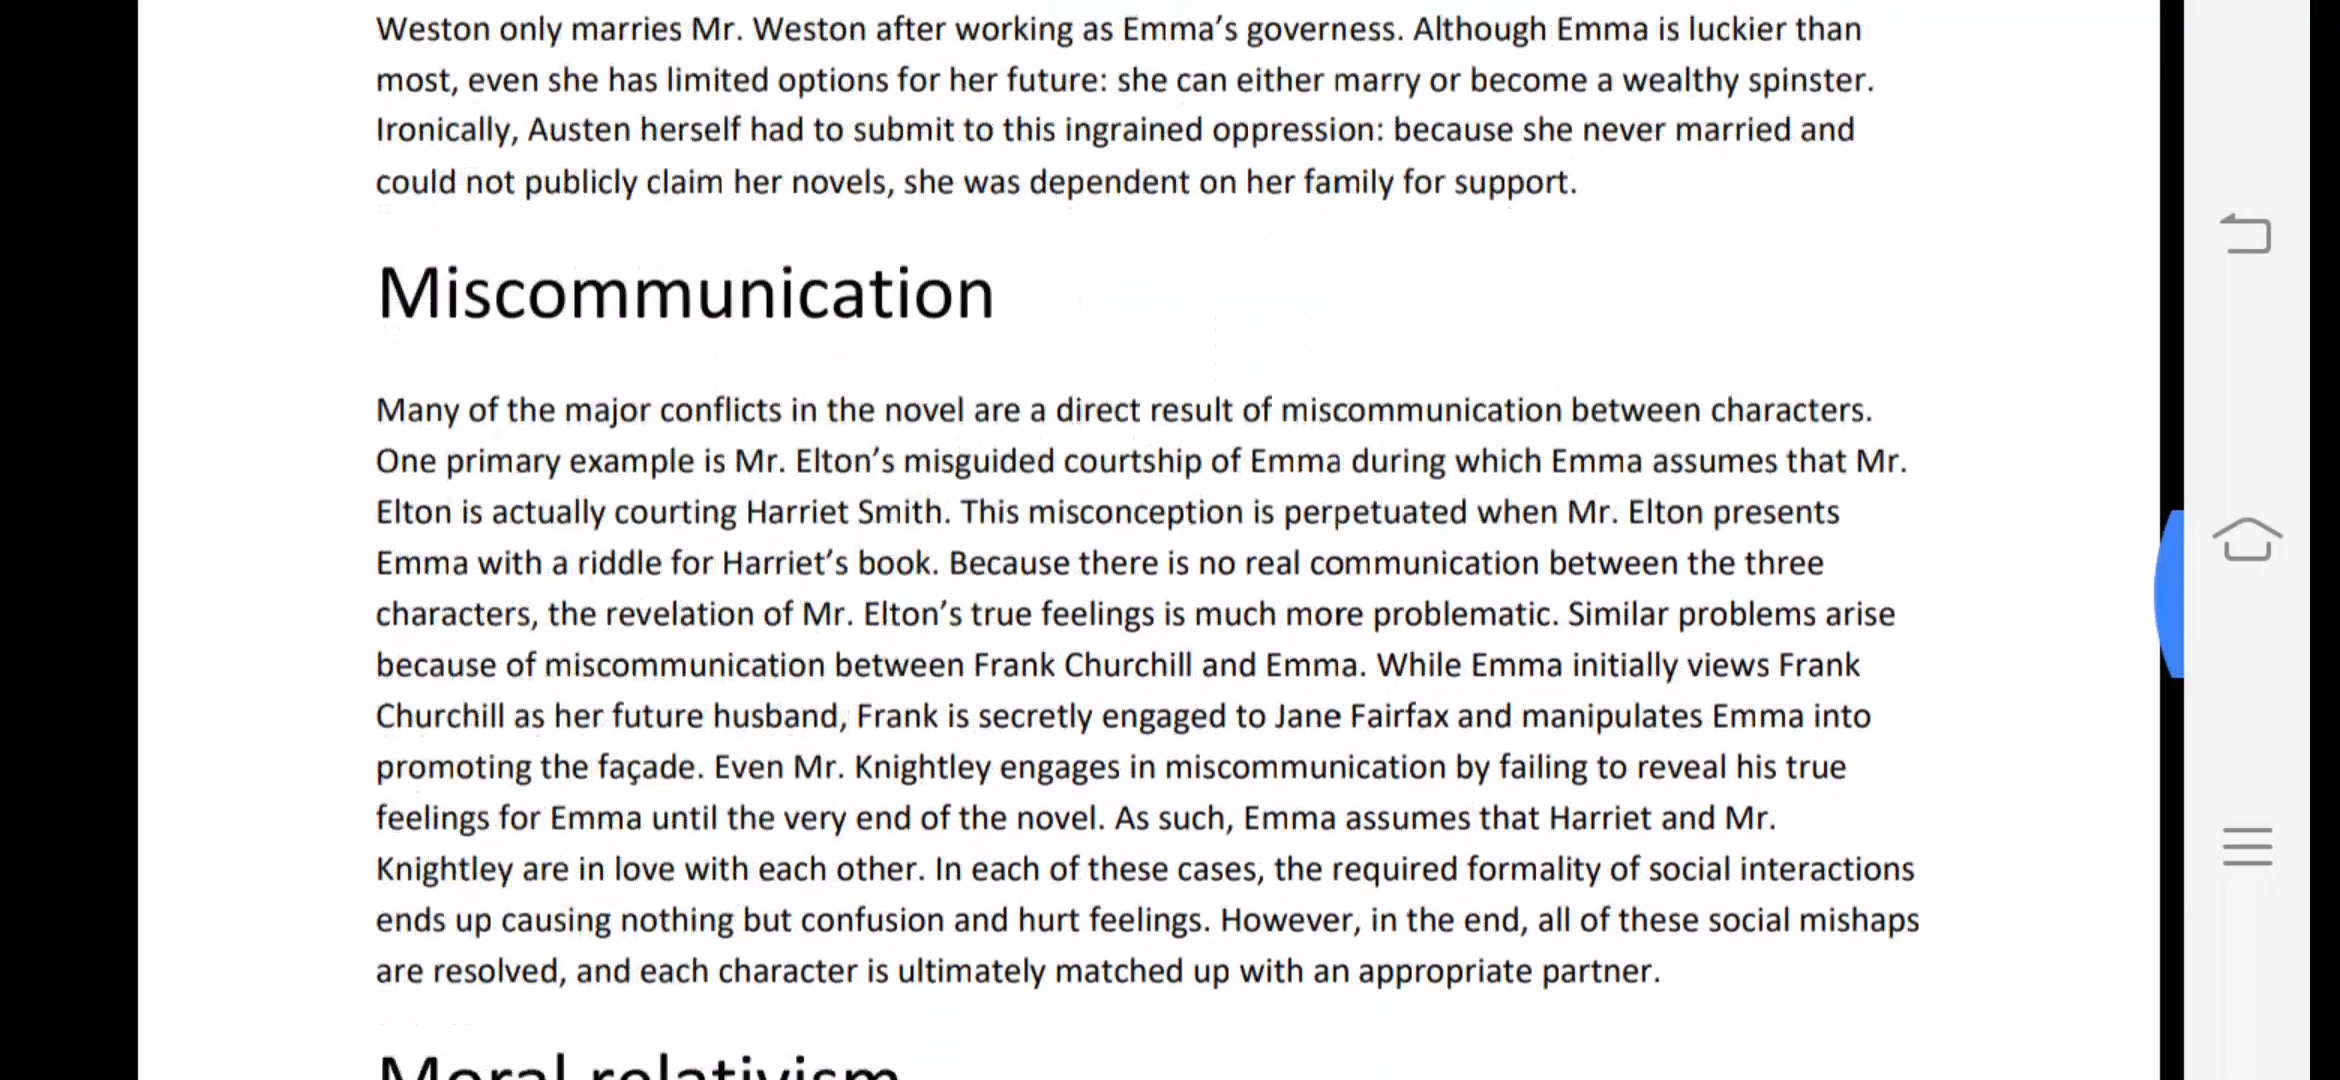 Weston only marries Mr. Weston after working as Emma’s governess. Although Emma is luckier than
most, even she has limited options for her future: she can either marry or become a wealthy spinster.
Ironically, Austen herself had to submit to this ingrained oppression: because she never married and
could not publicly claim her novels, she was dependent on her family for support.
Miscommunication
Many of the major conflicts in the novel are a direct result of miscommunication between characters.
One primary example is Mr. Elton’s misguided courtship of Emma during which Emma assumes that Mr.
Elton is actually courting Harriet Smith. This misconception is perpetuated when Mr. Elton presents
Emma with a riddle for Harriet’s book. Because there is no real communication between the three
characters, the revelation of Mr. Elton’s true feelings is much more problematic. Similar problems arise
because of miscommunication between Frank Churchill and Emma. While Emma initially views Frank
Churchill as her future husband, Frank is secretly engaged to Jane Fairfax and manipulates Emma into
promoting the façade. Even Mr. Knightley engages in miscommunication by failing to reveal his true
feelings for Emma until the very end of the novel. As such, Emma assumes that Harriet and Mr.
Knightley are in love with each other. In each of these cases, the required formality of social interactions
ends up causing nothing but confusion and hurt feelings. However, in the end, all of these social mishaps
are resolved, and each character is ultimately matched up with an appropriate partner.
Moral relativism